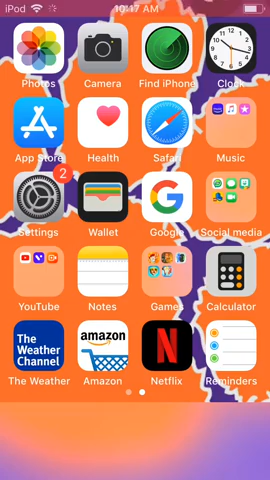 iPod 10:17 AM
Photos Camera Find iPhone Clock
App Store Health Safari Music
2
Settings Wallet Google Social media
YouTube Notes Games Calculator
The
Weather
Channel
amazon
The Weather Amazon Netflix Reminders